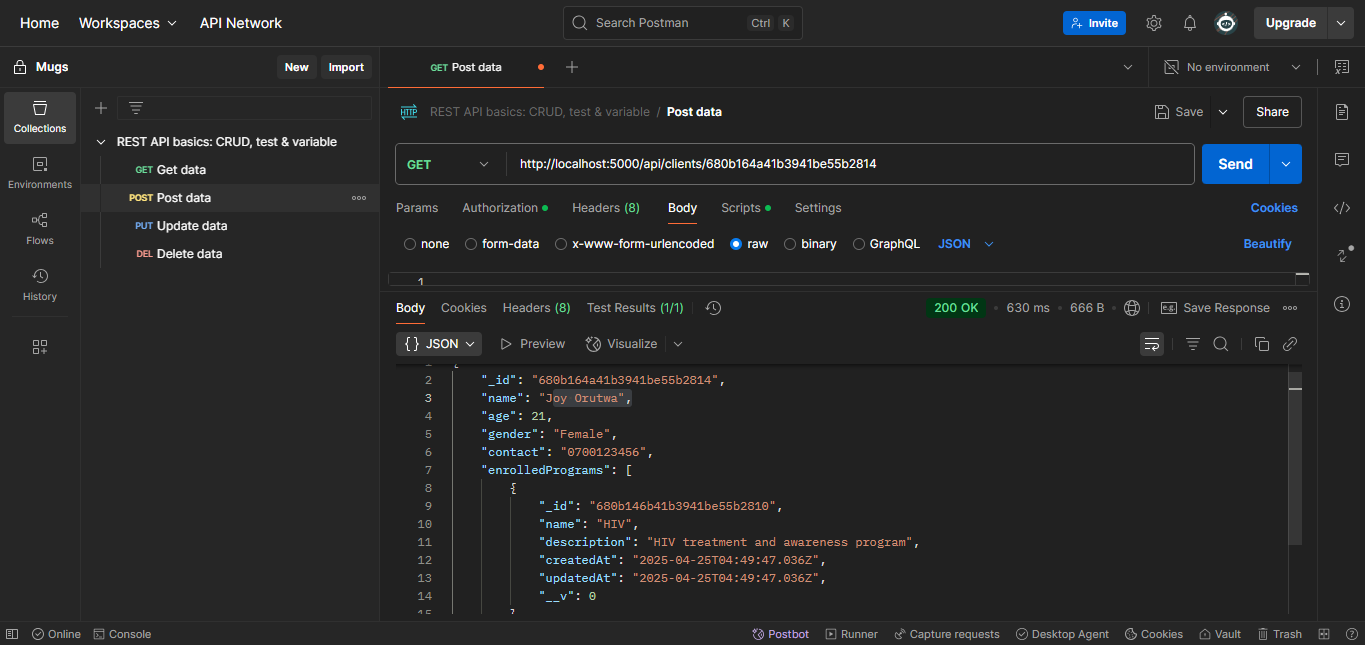 Home Workspaces API Network Search Postman Ctrl K Invite Upgrade
Mugs New Import GET Post data No environment
REST API basics: CRUD, test & variable / Post data Save Share
Collections
Environments
Flows
History
REST API basics: CRUD, test & variable
GET Get data
POST Post data
PUT Update data
DEL Delete data
GET http://localhost:5000/api/clients/680b164a41b3941be55b2814 Send
Params Authorization Headers (8) Body Scripts Settings Cookies
none form-data x-www-form-urlencoded raw binary GraphQL JSON Beautify
1
Body Cookies Headers (8) Test Results (1/1) 200 OK 630 ms 666 B e.g. Save Response
{} JSON Preview Visualize
1 {
2 "_id": "680b164a41b3941be55b2814",
3 "name": "Joy Orutwa",
4 "age": 21,
5 "gender": "Female",
6 "contact": "0700123456",
7 "enrolledPrograms": [
8 {
9 "_id": "680b146b41b3941be55b2810",
10 "name": "HIV",
11 "description": "HIV treatment and awareness program",
12 "createdAt": "2025-04-25T04:49:47.036Z",
13 "updatedAt": "2025-04-25T04:49:47.036Z",
14 "__v": 0
15 }
Online Console Postbot Runner Capture requests Desktop Agent Cookies Vault Trash